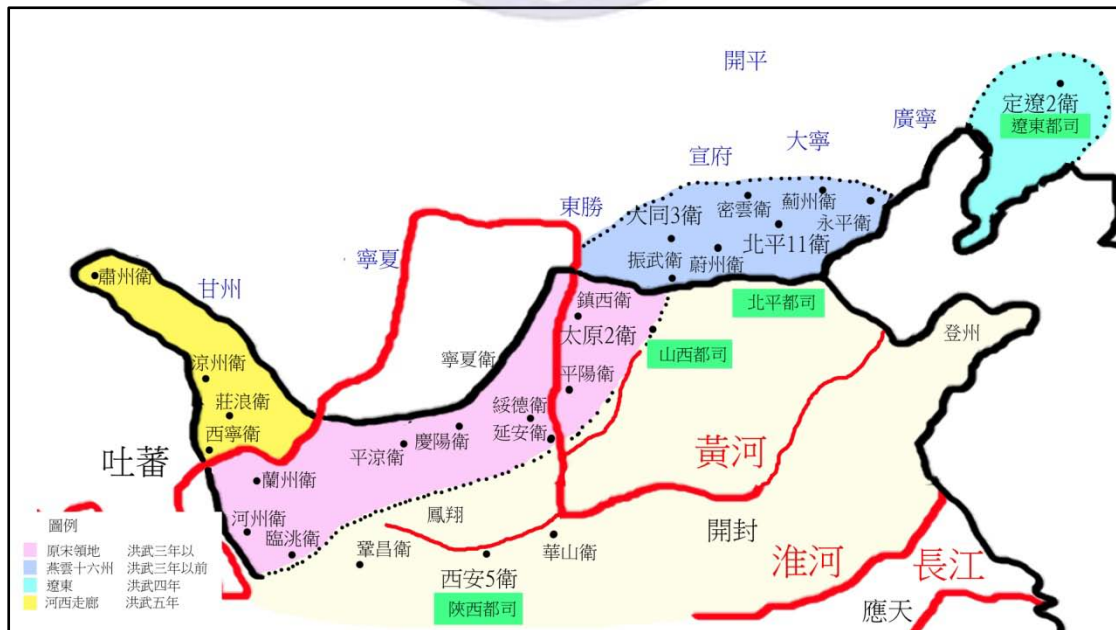 開平
定遼2衛
遼東都司
廣寧
大寧
宣府
東勝
寧夏
甘州
密雲衛
薊州衛
永平衛
大同3衛
北平11衛
振武衛
蔚州衛
北平都司
肅州衛
鎮西衛
太原2衛
山西都司
登州
寧夏衛
平陽衛
涼州衛
莊浪衛
西寧衛
綏德衛
延安衛
慶陽衛
平涼衛
吐蕃
蘭州衛
黃河
河州衛
臨洮衛
鳳翔
鞏昌衛
華山衛
開封
西安5衛
陝西都司
淮河
長江
應天
圖例
原宋領地 洪武三年以
燕雲十六州 洪武三年以前
遼東 洪武四年
河西走廊 洪武五年